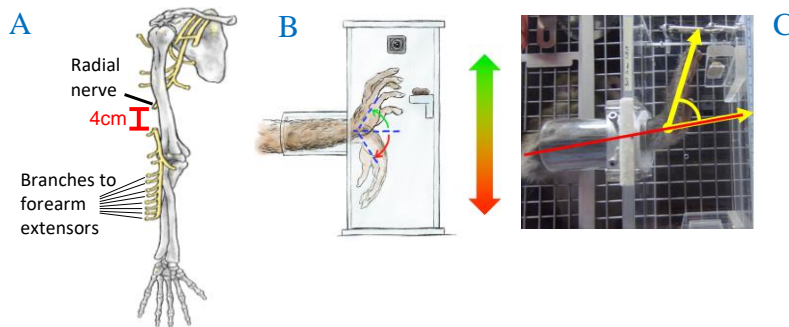 A
Radial
nerve
4cm
Branches to
forearm
extensors
B
C